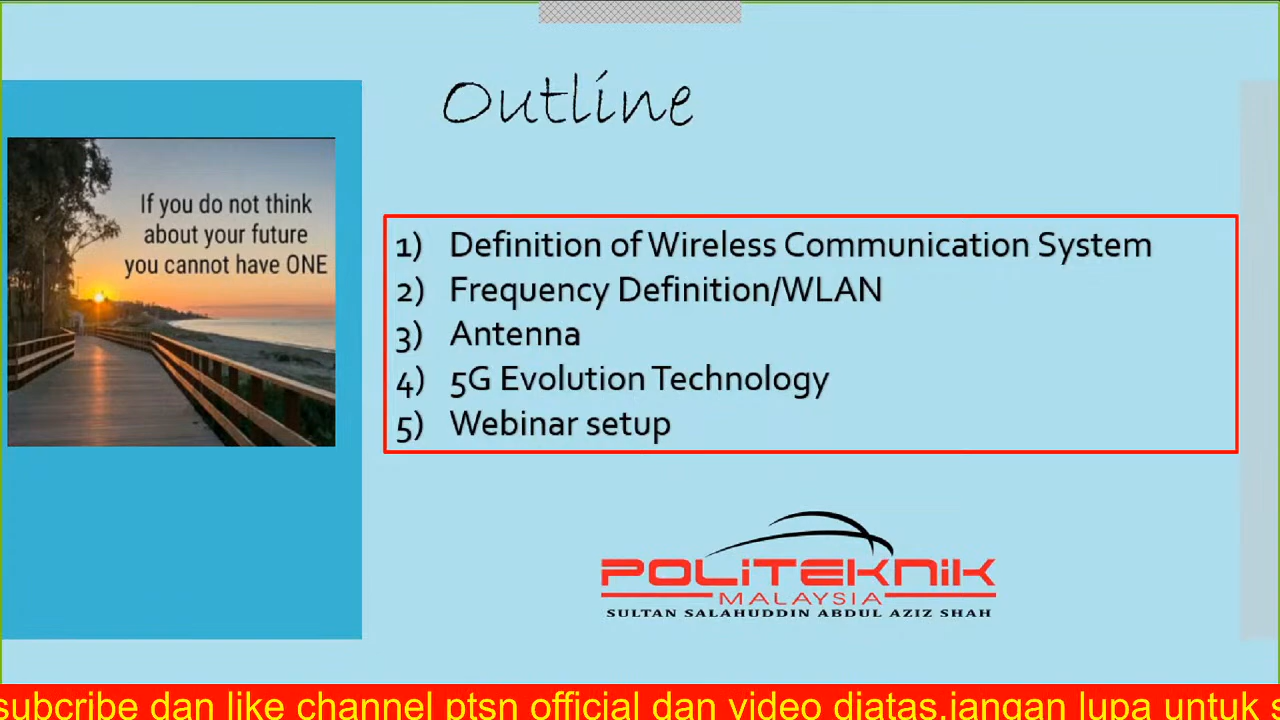 Outline
If you do not think
about your future
you cannot have ONE
1) Definition of Wireless Communication System
2) Frequency Definition/WLAN
3) Antenna
4) 5G Evolution Technology
5) Webinar setup
POLITEKNIK
MALAYSIA
SULTAN SALAHUDDIN ABDUL AZIZ SHAH
subcribe dan like channel ptsn official dan video diatas,jangan lupa untuk s